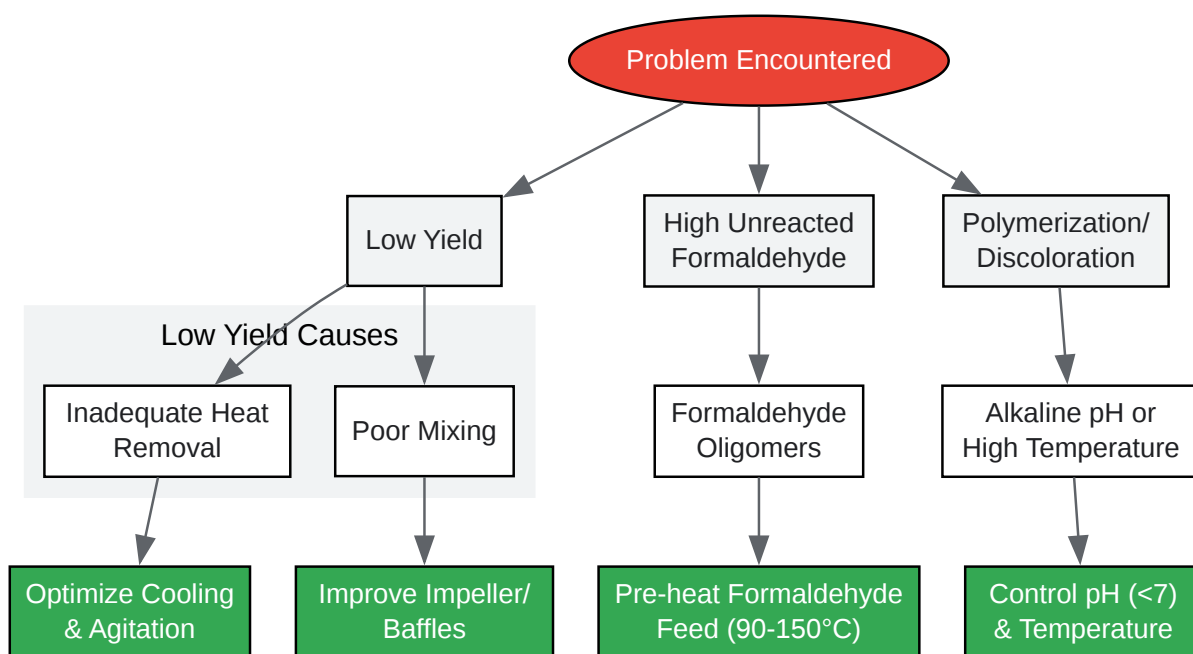 Problem Encountered
Low Yield
High Unreacted
Formaldehyde
Polymerization/
Discoloration
Low Yield Causes
Inadequate Heat
Removal
Poor Mixing
Formaldehyde
Oligomers
Alkaline pH or
High Temperature
Optimize Cooling
& Agitation
Improve Impeller/
Baffles
Pre-heat Formaldehyde
Feed (90-150°C)
Control pH (<7)
& Temperature